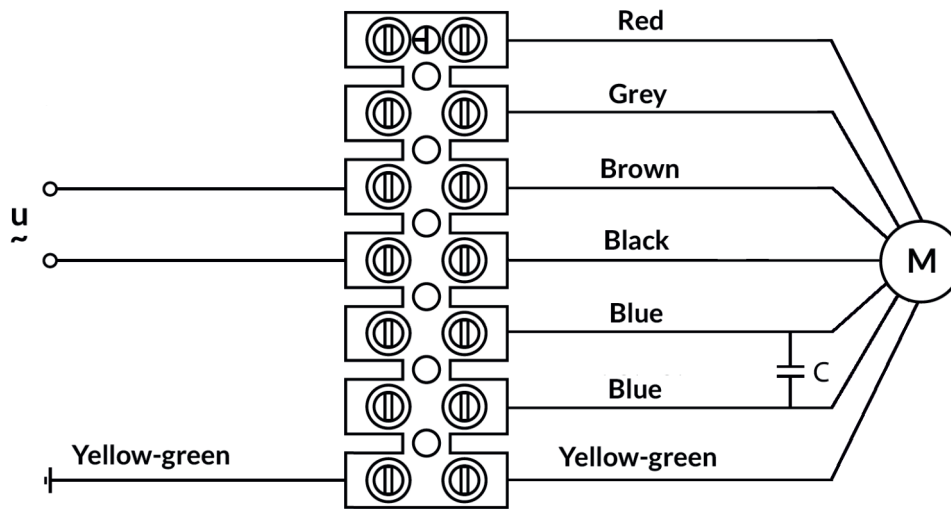 Red
Grey
Brown
u
~
Black
M
Blue
C
Blue
Yellow-green
Yellow-green